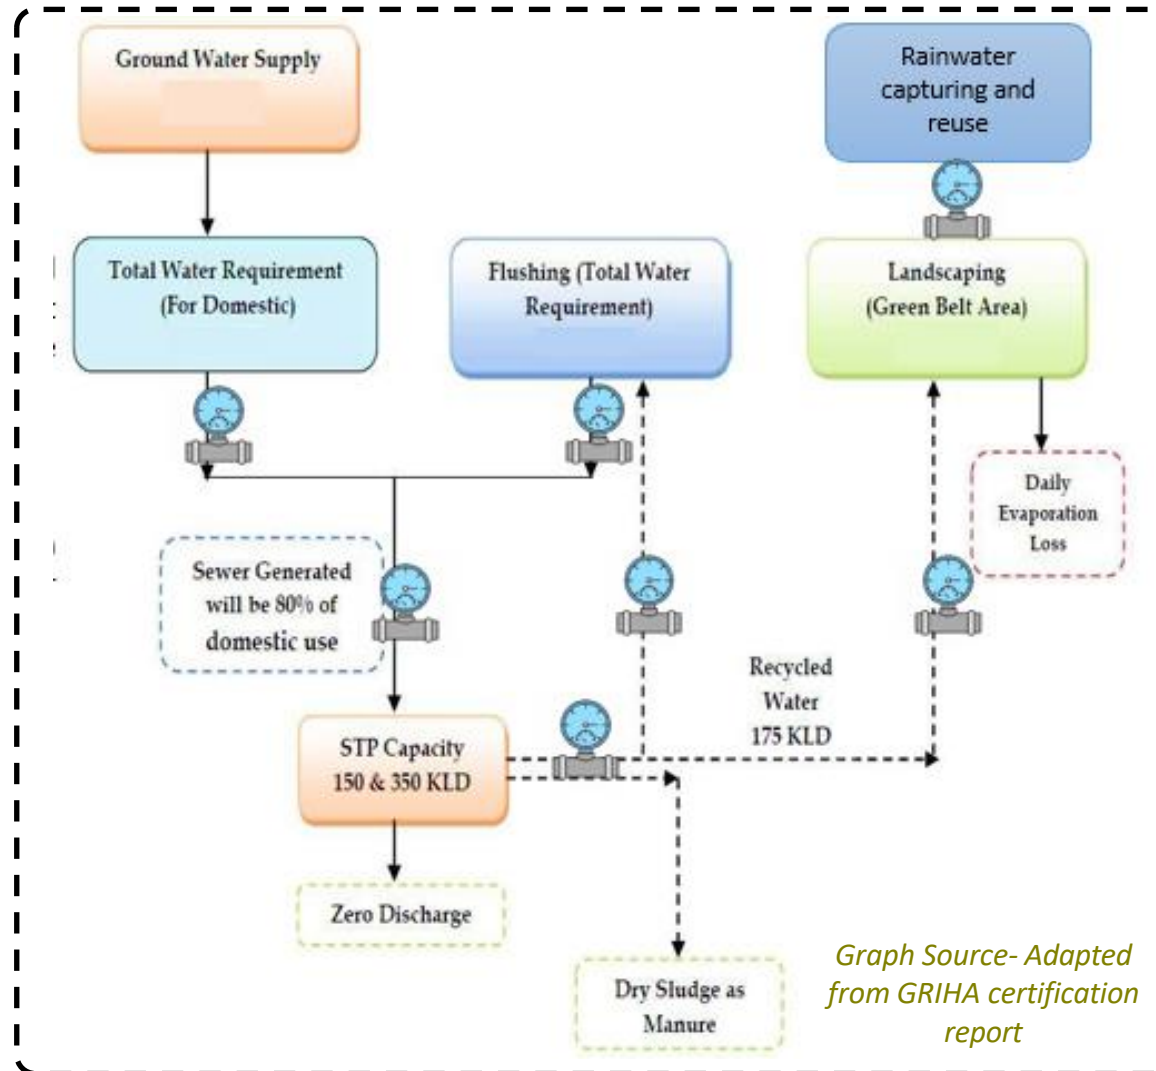 Ground Water Supply
Rainwater
capturing and
reuse
Total Water Requirement
(For Domestic)
Flushing (Total Water
Requirement)
Landscaping
(Green Belt Area)
Daily
Evaporation
Loss
Sewer Generated
will be 80% of
domestic use
Recycled
Water
175 KLD
STP Capacity
150 & 350 KLD
Zero Discharge
Dry Sludge as
Manure
Graph Source- Adapted
from GRIHA certification
report